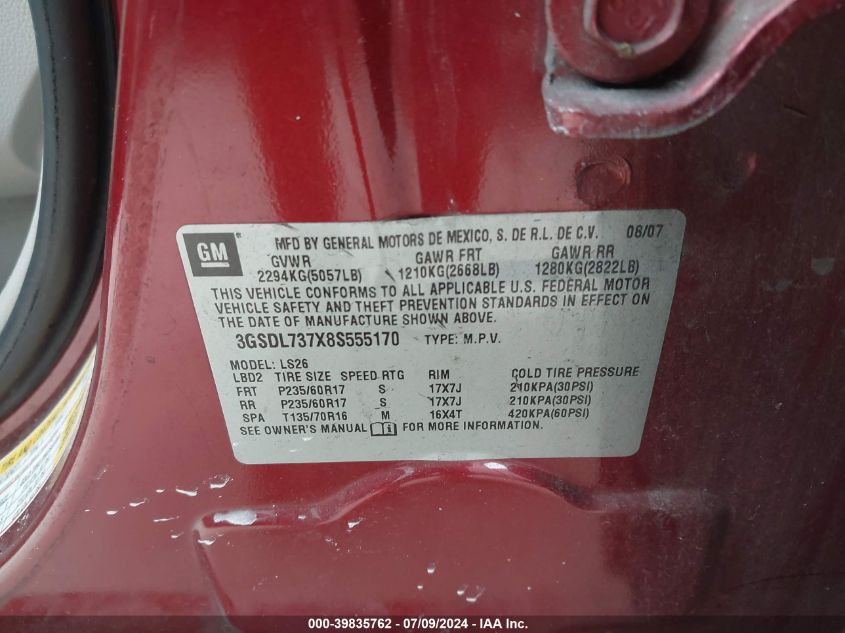 GM® MFD BY GENERAL MOTORS DE MEXICO, S. DE R.L. DE C.V. 06/07
GVWR GAWR FRT GAWR RR
2294KG(5057LB) 1210KG(2668LB) 1280KG(2822LB)
THIS VEHICLE CONFORMS TO ALL APPLICABLE U.S. FEDERAL MOTOR
VEHICLE SAFETY AND THEFT PREVENTION STANDARDS IN EFFECT ON
THE DATE OF MANUFACTURE SHOWN ABOVE.
3GSDL737X8S555170 TYPE: M.P.V.
MODEL: LS26
LBD2 TIRE SIZE SPEED RTG RIM COLD TIRE PRESSURE
FRT P235/60R17 S 17X7J 210KPA(30PSI)
RR P235/60R17 S 17X7J 210KPA(30PSI)
SPA T135/70R16 M 16X4T 420KPA(60PSI)
SEE OWNER'S MANUAL FOR MORE INFORMATION.
000-39835762 - 07/09/2024 - IAA Inc.